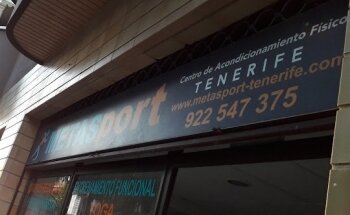 METASPORT
Centro de Acondicionamiento Físico
TENERIFE
www.metasport-tenerife.com
922 547 375
ENTRENAMIENTO FUNCIONAL
YOGA